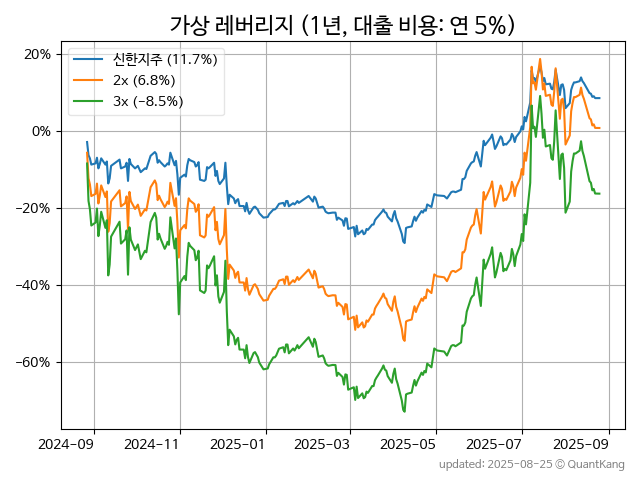 가상 레버리지 (1년, 대출 비용: 연 5%)
신한지주 (11.7%)
2x (6.8%)
3x (−8.5%)
20%
0%
−20%
−40%
−60%
2024-09 2024-11 2025-01 2025-03 2025-05 2025-07 2025-09
updated: 2025-08-25 © QuantKang